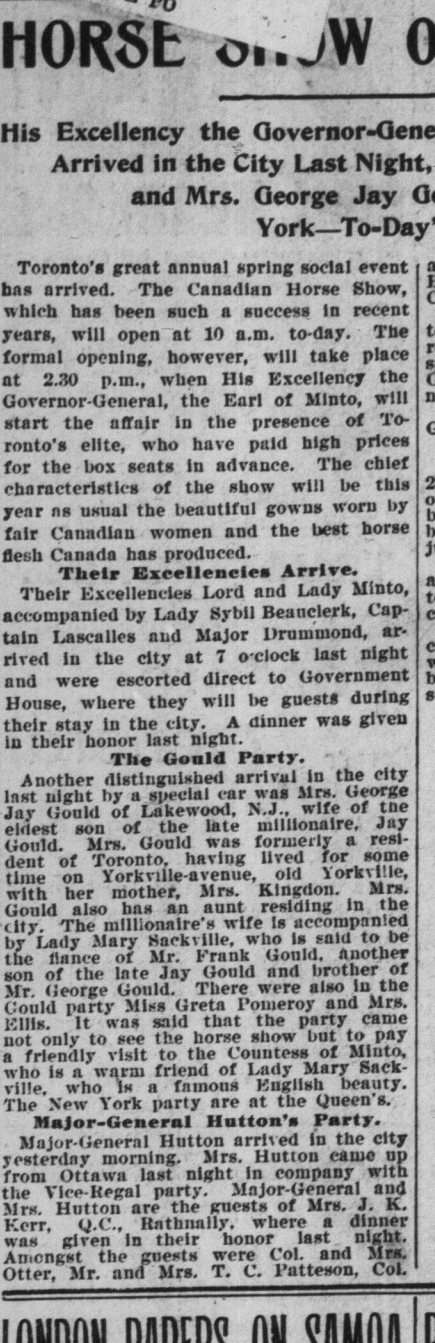 HORSE SHOW O
His Excellency the Governor-Gene
Arrived in the City Last Night,
and Mrs. George Jay Go
York—To-Day'
Toronto's great annual spring social event
has arrived. The Canadian Horse Show,
which has been such a success in recent
years, will open at 10 a.m. to-day. The
formal opening, however, will take place
at 2.30 p.m., when His Excellency the
Governor-General, the Earl of Minto, will
start the affair in the presence of To-
ronto's elite, who have paid high prices
for the box seats in advance. The chief
characteristics of the show will be this
year as usual the beautiful gowns worn by
fair Canadian women and the best horse
flesh Canada has produced.
Their Excellencies Arrive.
Their Excellencies Lord and Lady Minto,
accompanied by Lady Sybil Beauclerk, Cap-
tain Lascalles and Major Drummond, ar-
rived in the city at 7 o'clock last night
and were escorted direct to Government
House, where they will be guests during
their stay in the city. A dinner was given
in their honor last night.
The Gould Party.
Another distinguished arrival in the city
last night by a special car was Mrs. George
Jay Gould of Lakewood, N.J., wife of the
eldest son of the late millionaire, Jay
Gould. Mrs. Gould was formerly a resi-
dent of Toronto, having lived for some
time on Yorkville-avenue, old Yorkville,
with her mother, Mrs. Kingdon. Mrs.
Gould also has an aunt residing in the
city. The millionaire's wife is accompanied
by Lady Mary Sackville, who is said to be
the fiance of Mr. Frank Gould, another
son of the late Jay Gould and brother of
Mr. George Gould. There were also in the
Gould party Miss Greta Pomeroy and Mrs.
Ellis. It was said that the party came
not only to see the horse show but to pay
a friendly visit to the Countess of Minto,
who is a warm friend of Lady Mary Sack-
ville, who is a famous English beauty.
The New York party are at the Queen's.
Major-General Hutton's Party.
Major-General Hutton arrived in the city
yesterday morning. Mrs. Hutton came up
from Ottawa last night in company with
the Vice-Regal party. Major-General and
Mrs. Hutton are the guests of Mrs. J. K.
Kerr, Q.C., Rathnally, where a dinner
was given in their honor last night.
Amongst the guests were Col. and Mrs.
Otter, Mr. and Mrs. T. C. Patteson, Col.
LONDON PAPERS ON SAMOA